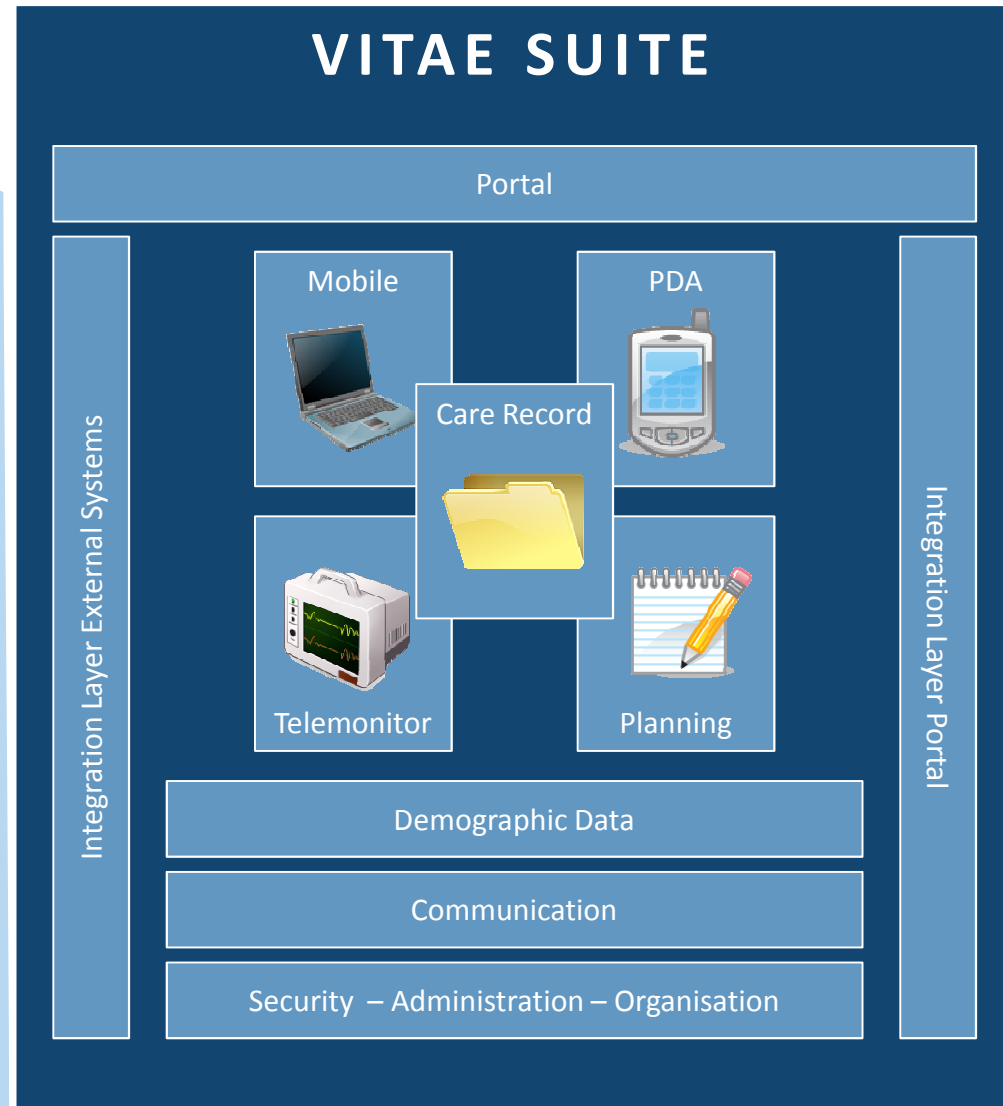 VITAE SUITE
Portal
Integration Layer External Systems
Mobile
PDA
Care Record
Telemonitor
Planning
Integration Layer Portal
Demographic Data
Communication
Security – Administration – Organisation